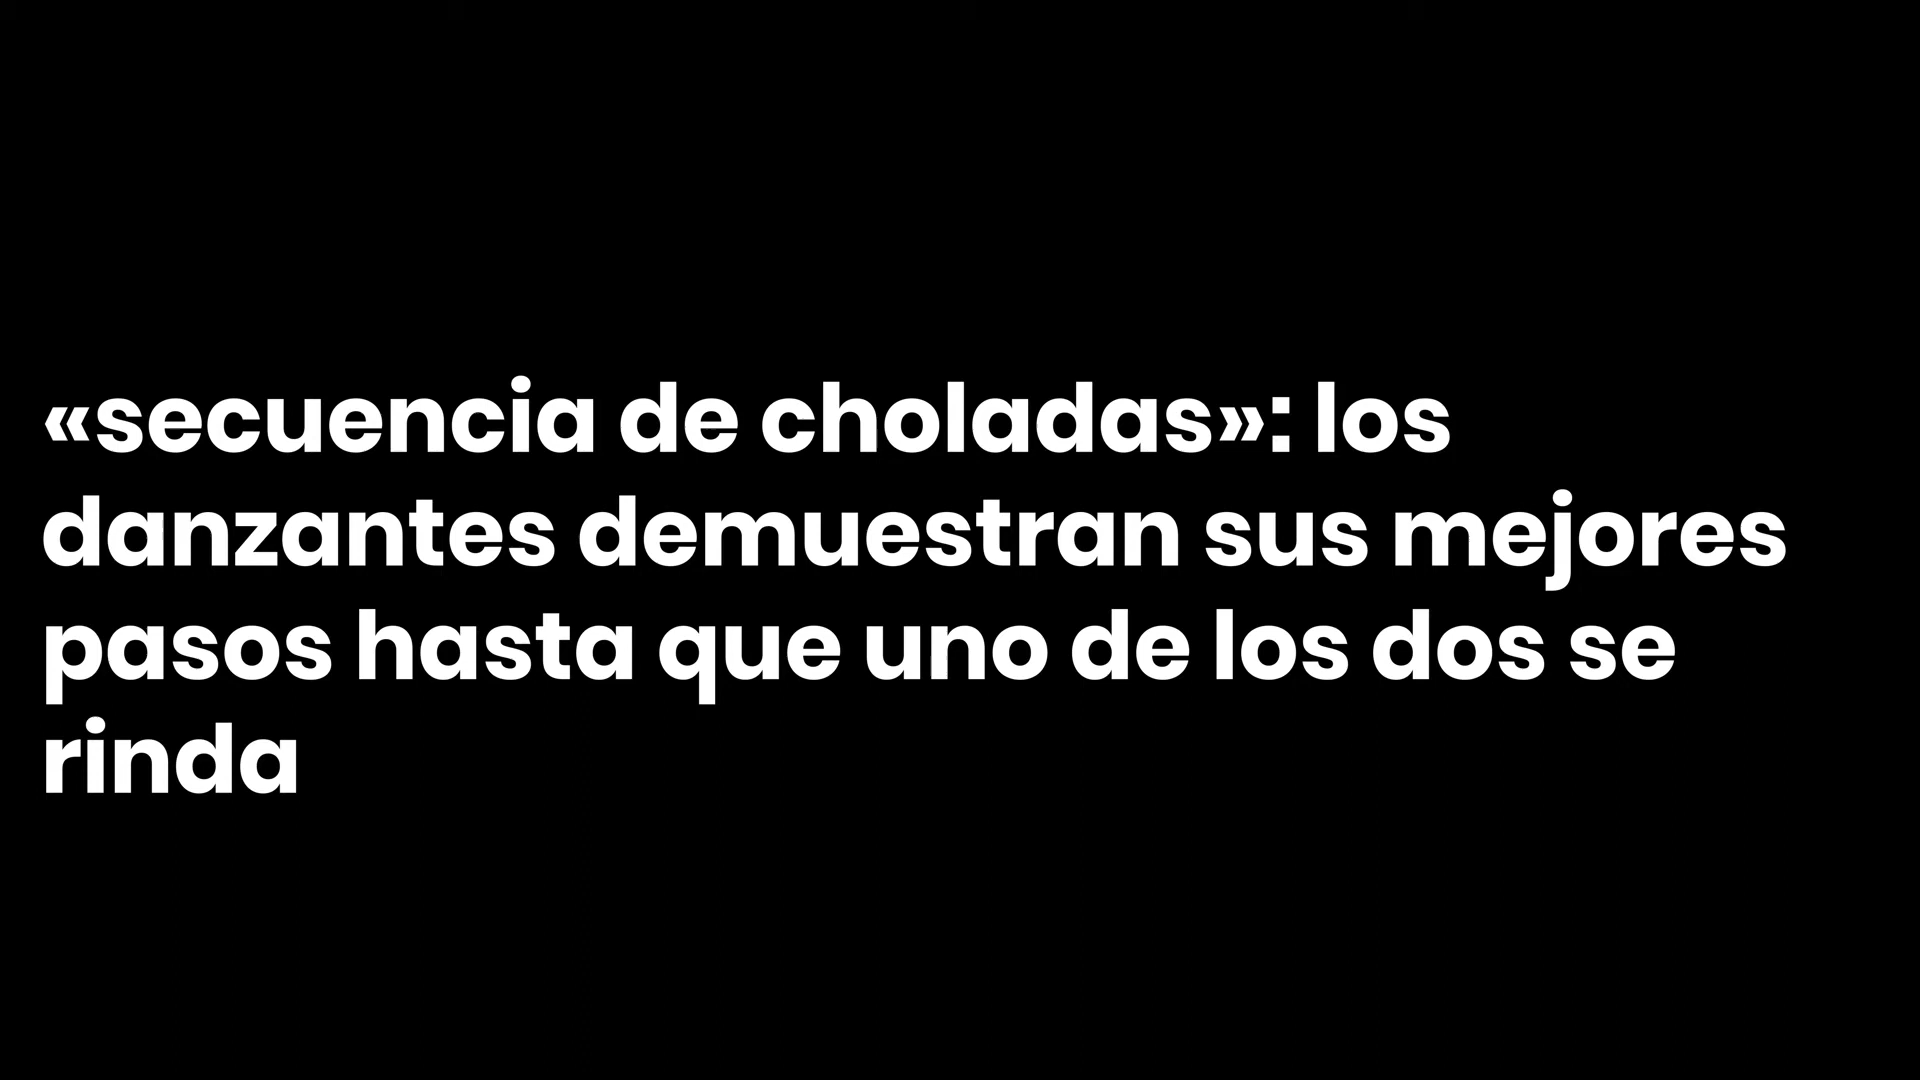 «secuencia de choladas»: los
danzantes demuestran sus mejores
pasos hasta que uno de los dos se
rinda